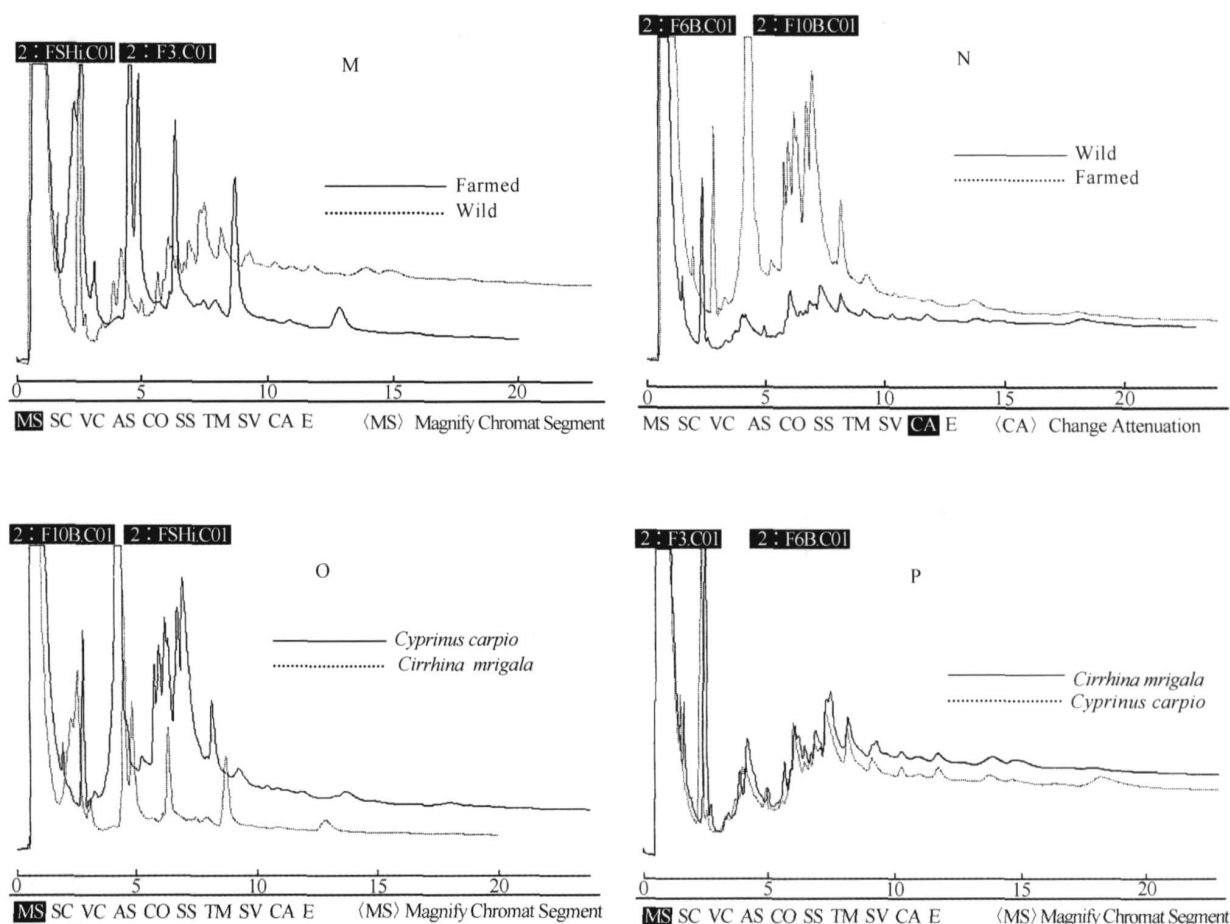 2 : FSHi.C01 2 : F3.C01
M
Farmed
Wild
0 5 10 15 20
MS SC VC AS CO SS TM SV CA E 〈MS〉 Magnify Chromat Segment
2 : F6B.C01 2 : F10B.C01
N
Wild
Farmed
0 5 10 15 20
MS SC VC AS CO SS TM SV CA E 〈CA〉 Change Attenuation
2 : F10B.C01 2 : FSHi.C01
O
Cyprinus carpio
Cirrhina mrigala
0 5 10 15 20
MS SC VC AS CO SS TM SV CA E 〈MS〉 Magnify Chromat Segment
2 : F3.C01 2 : F6B.C01
P
Cirrhina mrigala
Cyprinus carpio
0 5 10 15 20
MS SC VC AS CO SS TM SV CA E 〈MS〉 Magnify Chromat Segment